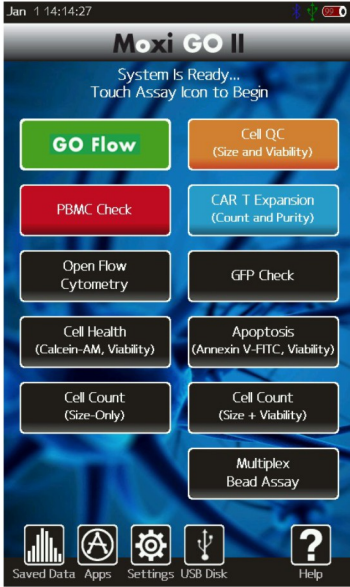 Jan 1 14:14:27
99
Moxi GO II
System Is Ready...
Touch Assay Icon to Begin
GO Flow
Cell QC
(Size and Viability)
PBMC Check
CAR T Expansion
(Count and Purity)
Open Flow
Cytometry
GFP Check
Cell Health
(Calcein-AM, Viability)
Apoptosis
(Annexin V-FITC, Viability)
Cell Count
(Size-Only)
Cell Count
(Size + Viability)
Multiplex
Bead Assay
Saved Data Apps Settings USB Disk Help